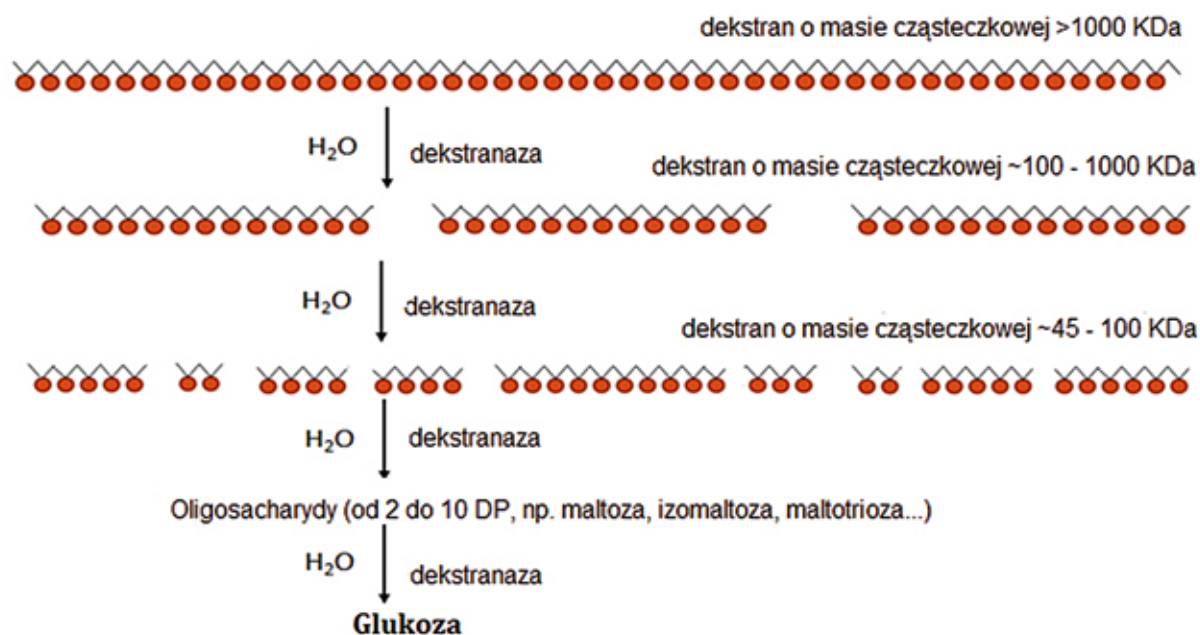 dekstran o masie cząsteczkowej >1000 KDa
H₂O dekstranaza
dekstran o masie cząsteczkowej ~100 - 1000 KDa
H₂O dekstranaza
dekstran o masie cząsteczkowej ~45 - 100 KDa
H₂O dekstranaza
Oligosacharydy (od 2 do 10 DP, np. maltoza, izomaltoza, maltotrioza...)
H₂O dekstranaza
Glukoza